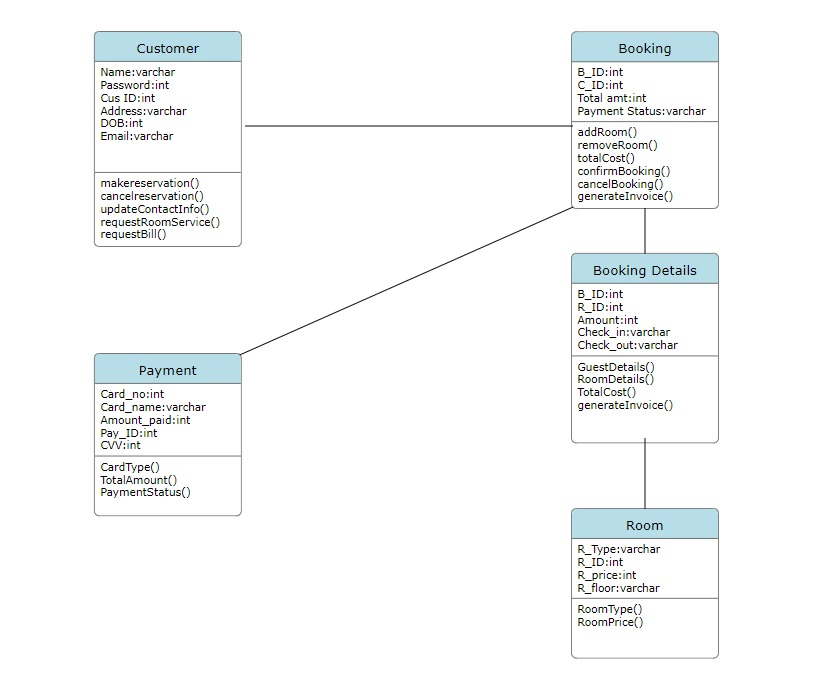 Customer
Name:varchar
Password:int
Cus ID:int
Address:varchar
DOB:int
Email:varchar
makereservation()
cancelreservation()
updateContactInfo()
requestRoomService()
requestBill()
Booking
B_ID:int
C_ID:int
Total amt:int
Payment Status:varchar
addRoom()
removeRoom()
totalCost()
confirmBooking()
cancelBooking()
generateInvoice()
Booking Details
B_ID:int
R_ID:int
Amount:int
Check_in:varchar
Check_out:varchar
GuestDetails()
RoomDetails()
TotalCost()
generateInvoice()
Payment
Card_no:int
Card_name:varchar
Amount_paid:int
Pay_ID:int
CVV:int
CardType()
TotalAmount()
PaymentStatus()
Room
R_Type:varchar
R_ID:int
R_price:int
R_floor:varchar
RoomType()
RoomPrice()